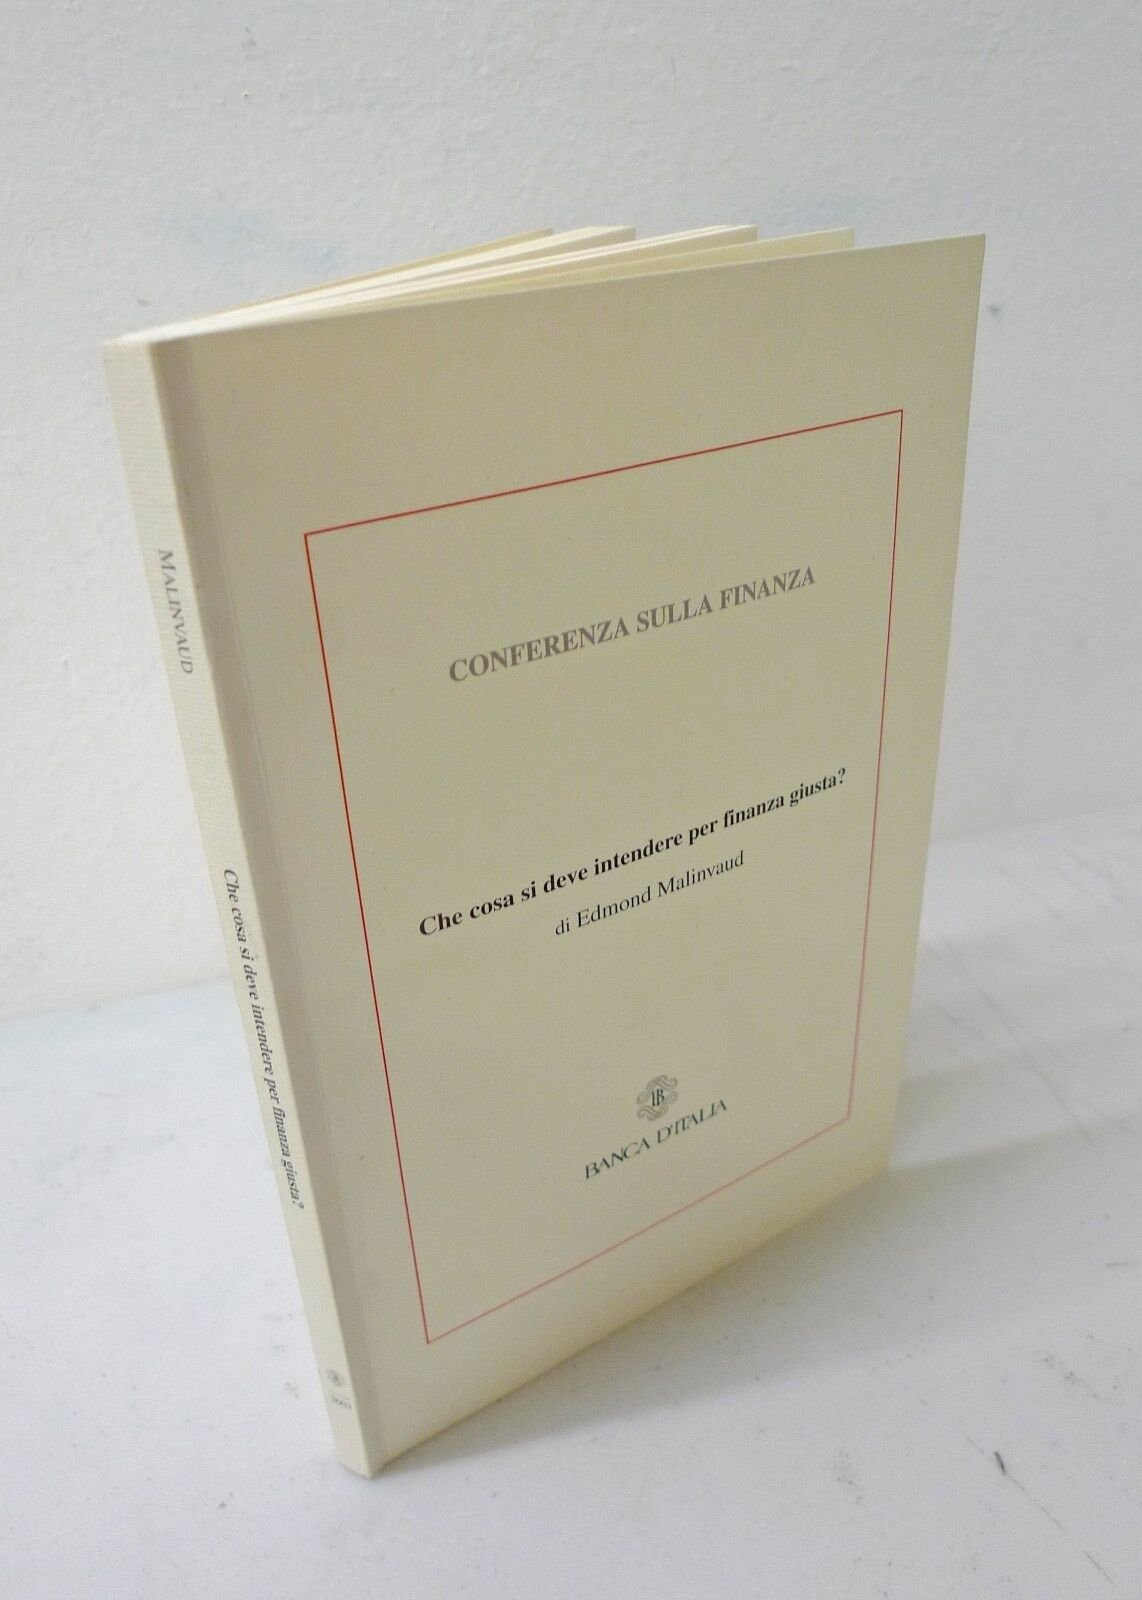 MALINVAUD
Che cosa si deve intendere per finanza giusta?
2003
CONFERENZA SULLA FINANZA
Che cosa si deve intendere per finanza giusta?
di Edmond Malinvaud
BANCA D'ITALIA